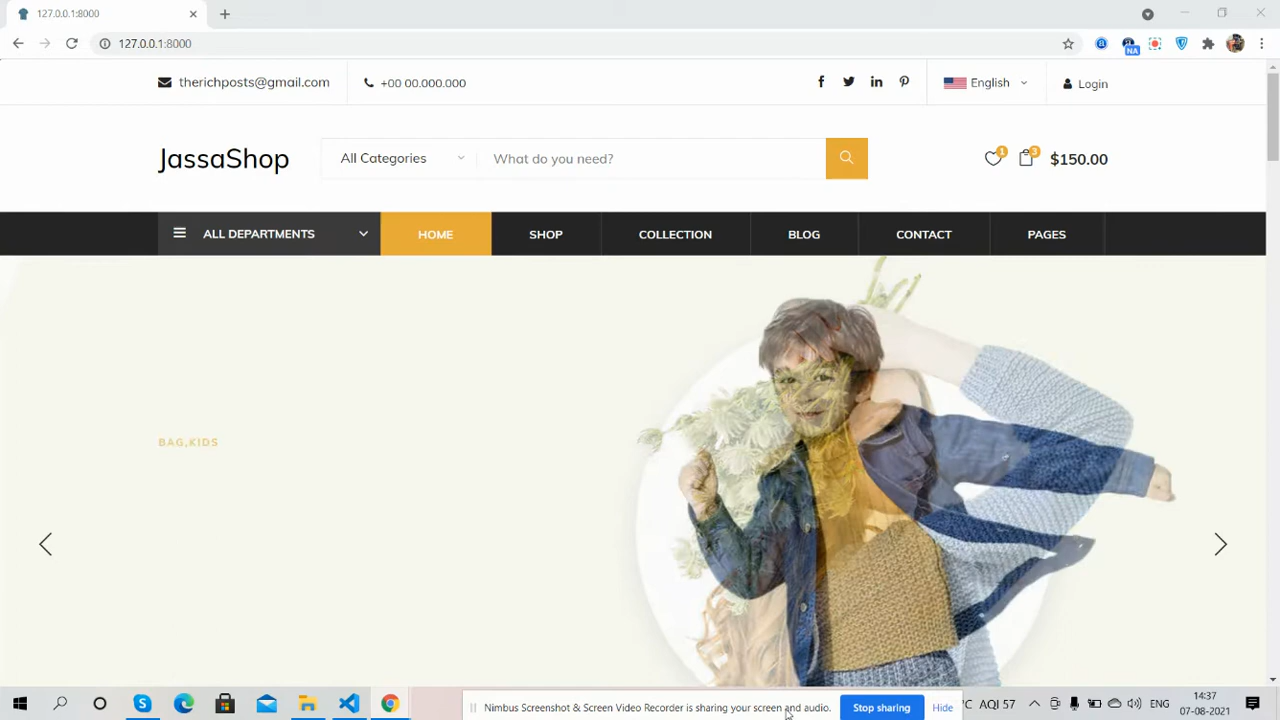 127.0.0.1:8000
127.0.0.1:8000
NA
therichposts@gmail.com
+00 00.000.000
English
Login
JassaShop
All Categories
What do you need?
1
3
$150.00
ALL DEPARTMENTS
HOME
SHOP
COLLECTION
BLOG
CONTACT
PAGES
BAG,KIDS
Nimbus Screenshot & Screen Video Recorder is sharing your screen and audio.
Stop sharing
Hide
°C AQI 57
ENG
14:37
07-08-2021